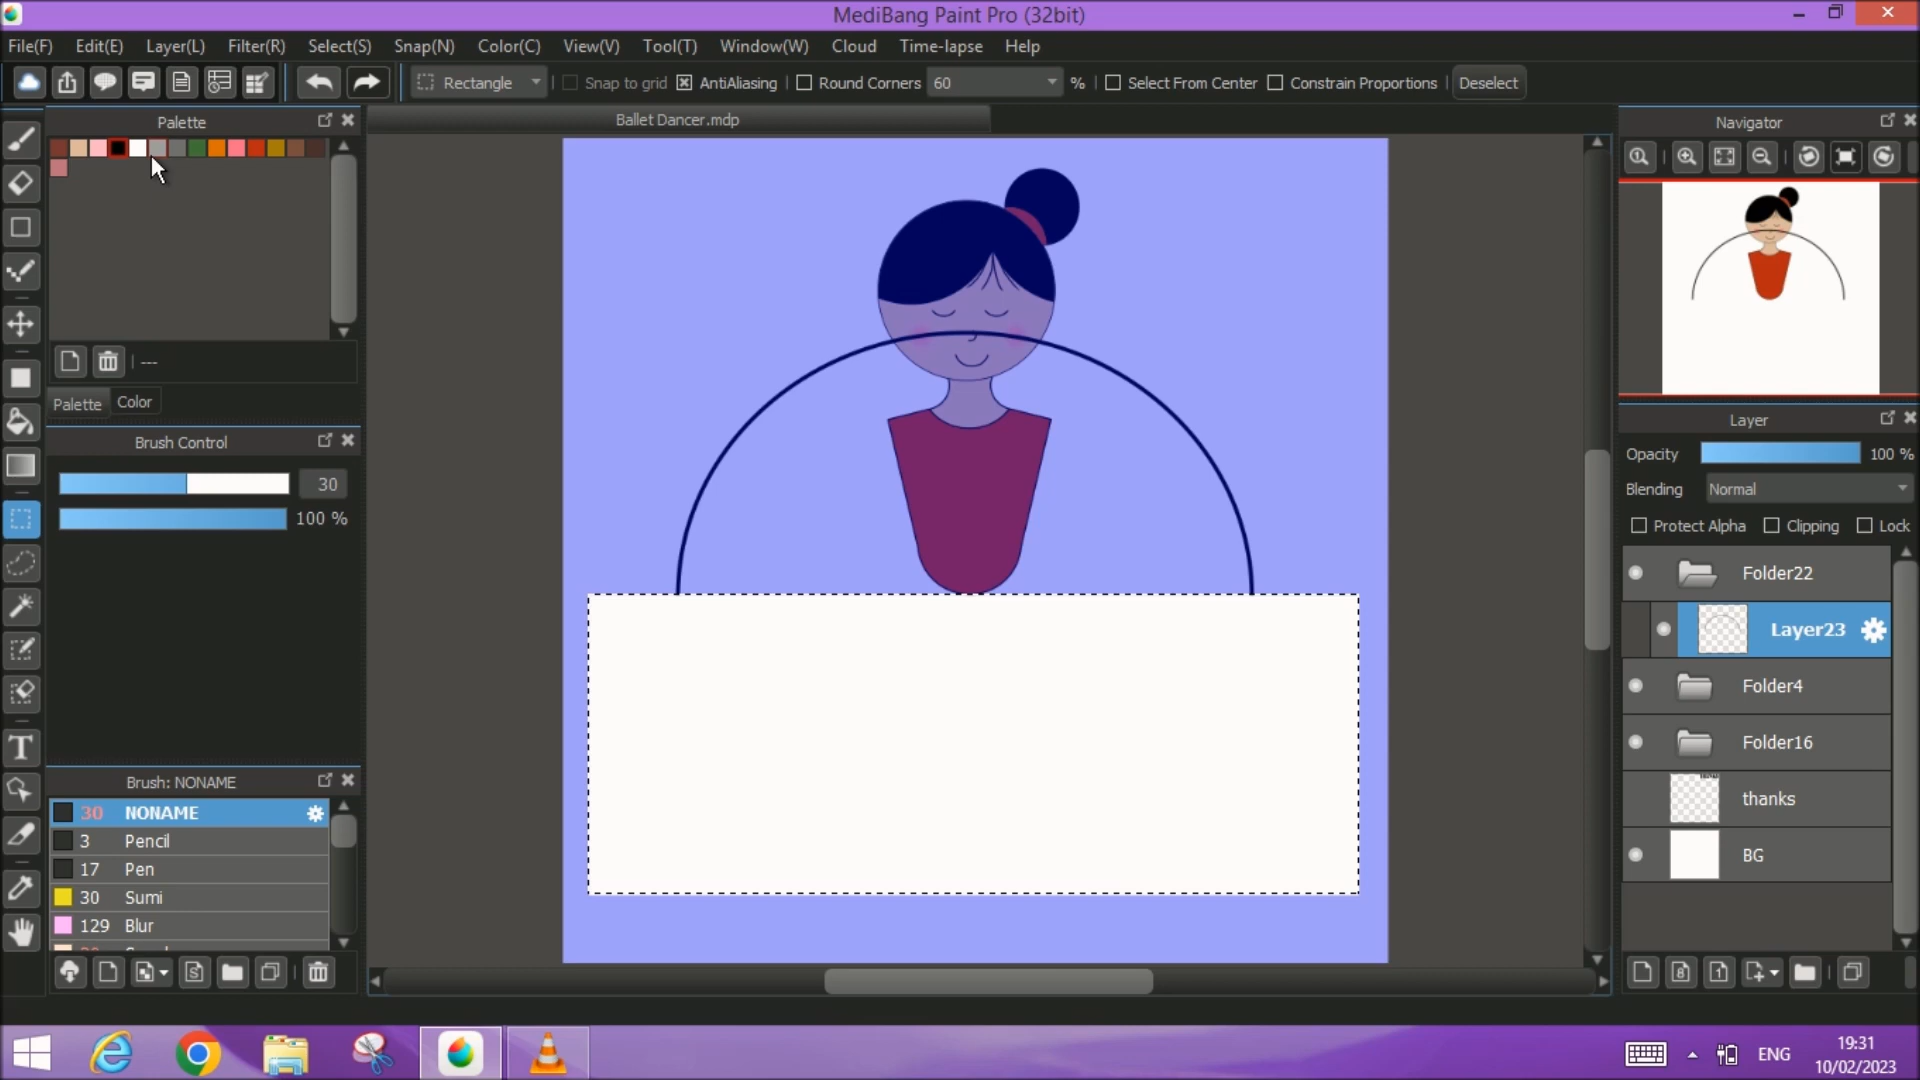 MediBang Paint Pro (32bit)
File(F) Edit(E) Layer(L) Filter(R) Select(S) Snap(N) Color(C) View(V) Tool(T) Window(W) Cloud Time-lapse Help
Rectangle Snap to grid AntiAliasing Round Corners 60 % Select From Center Constrain Proportions Deselect
Palette
---
Palette Color
Brush Control
30
100 %
Brush: NONAME
30 NONAME
3 Pencil
17 Pen
30 Sumi
129 Blur
Ballet Dancer.mdp
Navigator
Layer
Opacity 100 %
Blending Normal
Protect Alpha Clipping Lock
Folder22
Layer23
Folder4
Folder16
thanks
BG
ENG
19:31
10/02/2023